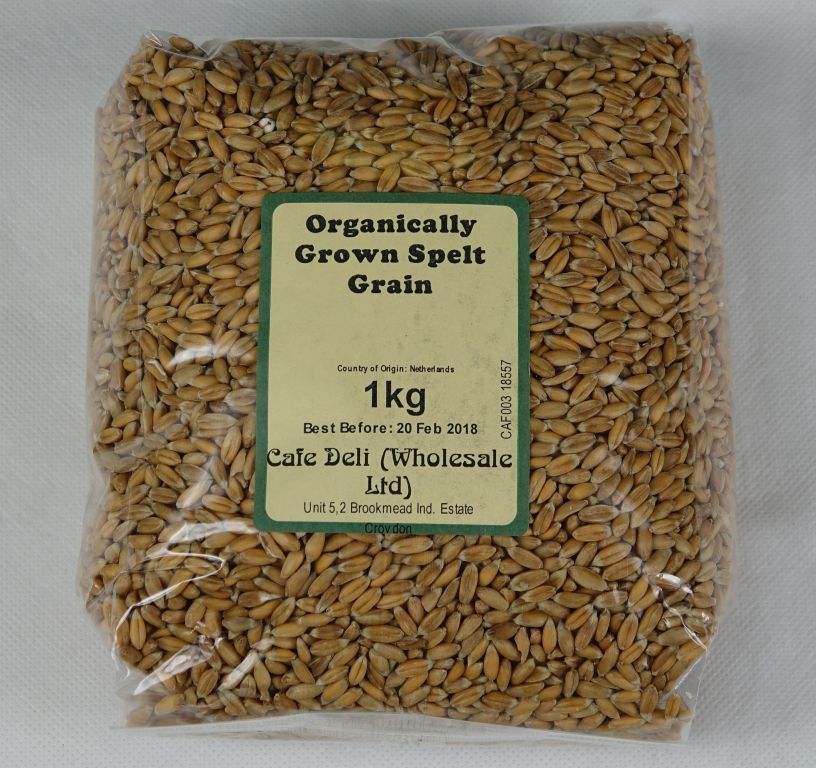 Organically
Grown Spelt
Grain
Country of Origin: Netherlands
1kg
Best Before: 20 Feb 2018
CAF003 18557
Cafe Deli (Wholesale
Ltd)
Unit 5,2 Brookmead Ind. Estate
Croydon